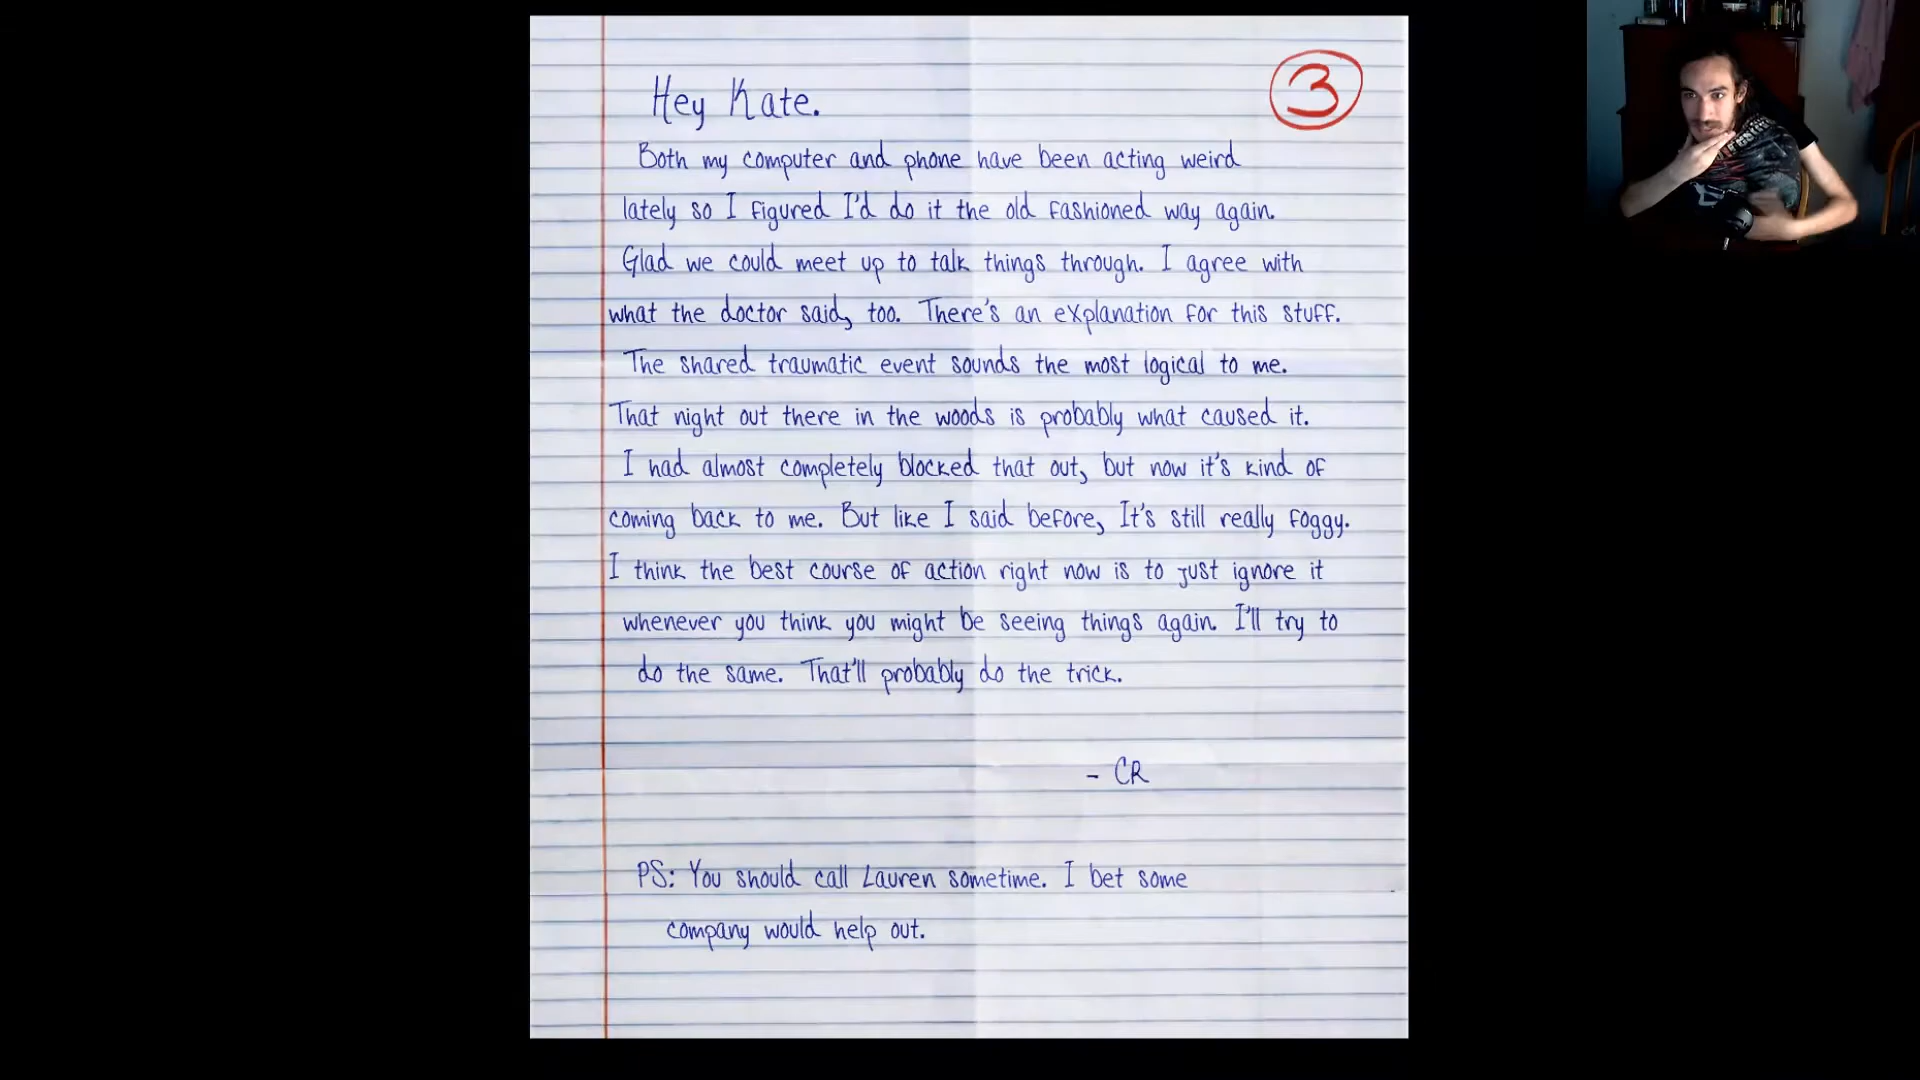 3
Hey Kate.
Both my computer and phone have been acting weird
lately so I figured I'd do it the old fashioned way again.
Glad we could meet up to talk things through. I agree with
what the doctor said, too. There's an explanation for this stuff.
The shared traumatic event sounds the most logical to me.
That night out there in the woods is probably what caused it.
I had almost completely blocked that out, but now it's kind of
coming back to me. But like I said before, It's still really foggy.
I think the best course of action right now is to just ignore it
whenever you think you might be seeing things again. I'll try to
do the same. That'll probably do the trick.
- CR
PS: You should call Lauren sometime. I bet some
company would help out.